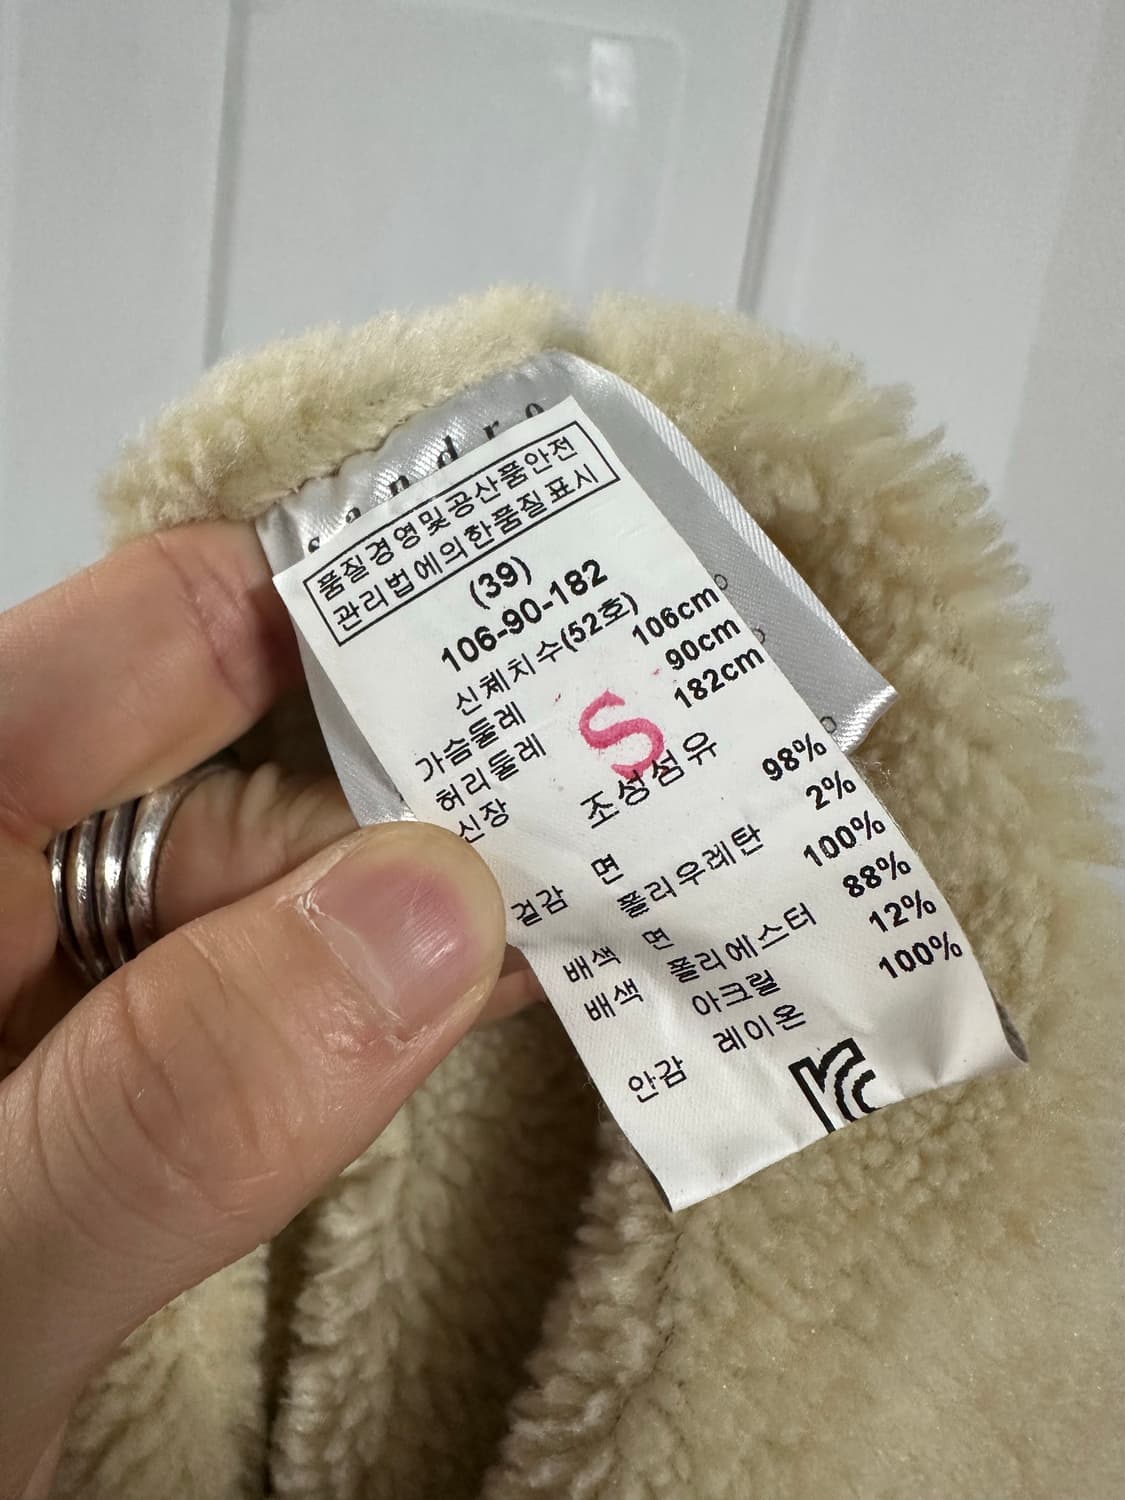 sandro
품질경영및공산품안전
관리법에의한품질표시
(39)
106-90-182
신체치수(52호)
가슴둘레 106cm
허리둘레 90cm
신장 182cm
S
조성섬유
겉감 면 98%
폴리우레탄 2%
배색 면 100%
배색 폴리에스터 88%
아크릴 12%
안감 레이온 100%